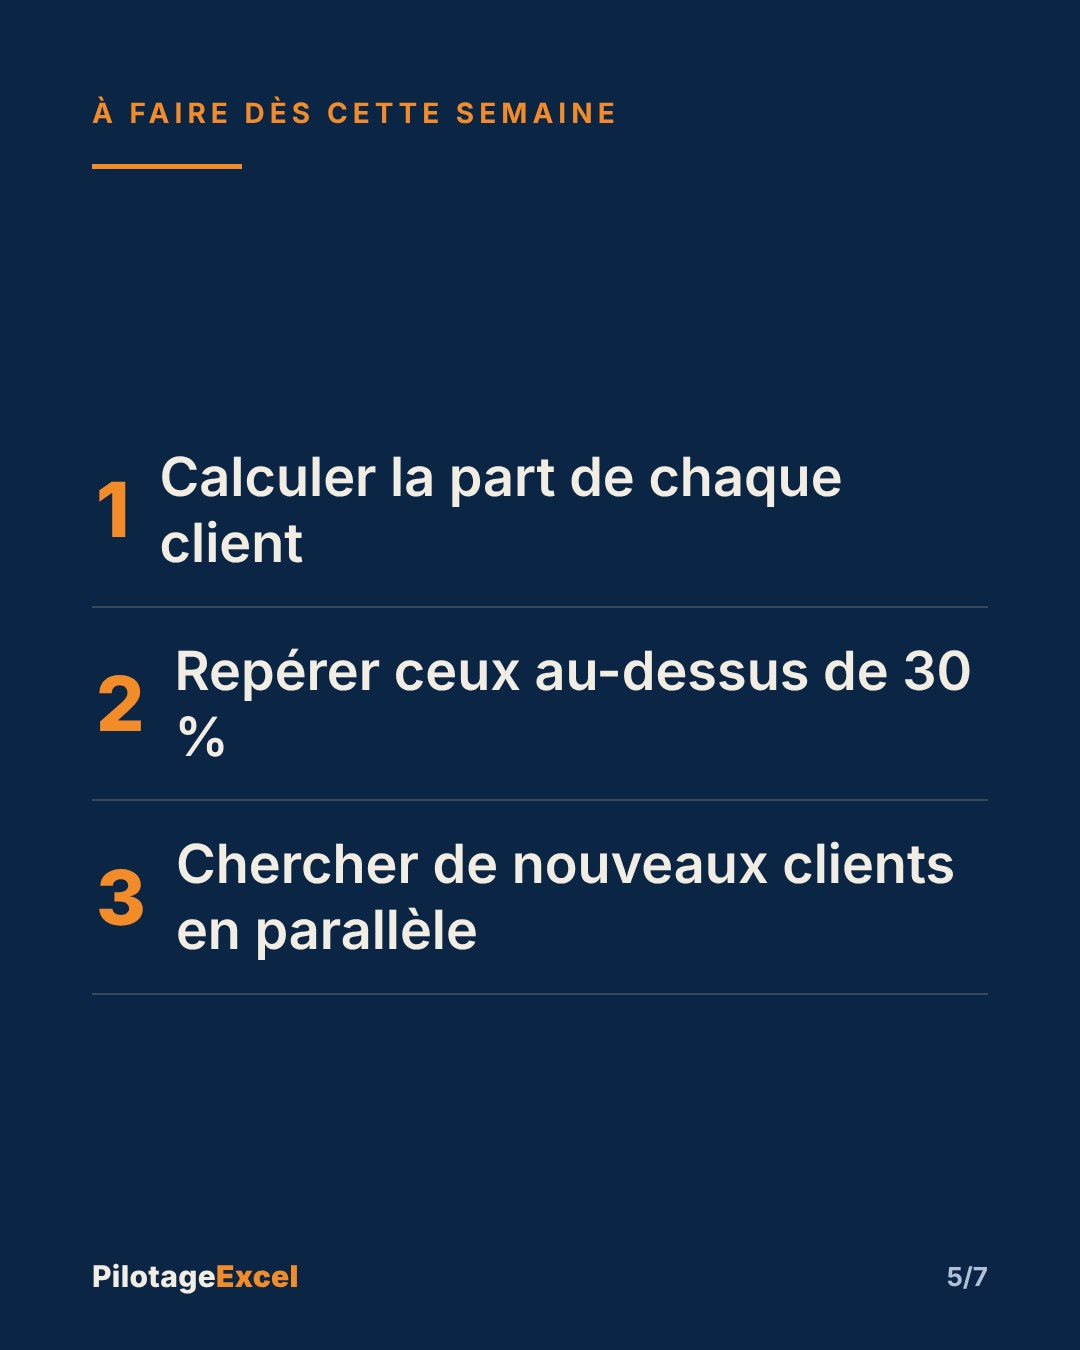 À FAIRE DÈS CETTE SEMAINE
1 Calculer la part de chaque
client
2 Repérer ceux au-dessus de 30
%
3 Chercher de nouveaux clients
en parallèle
PilotageExcel
5/7